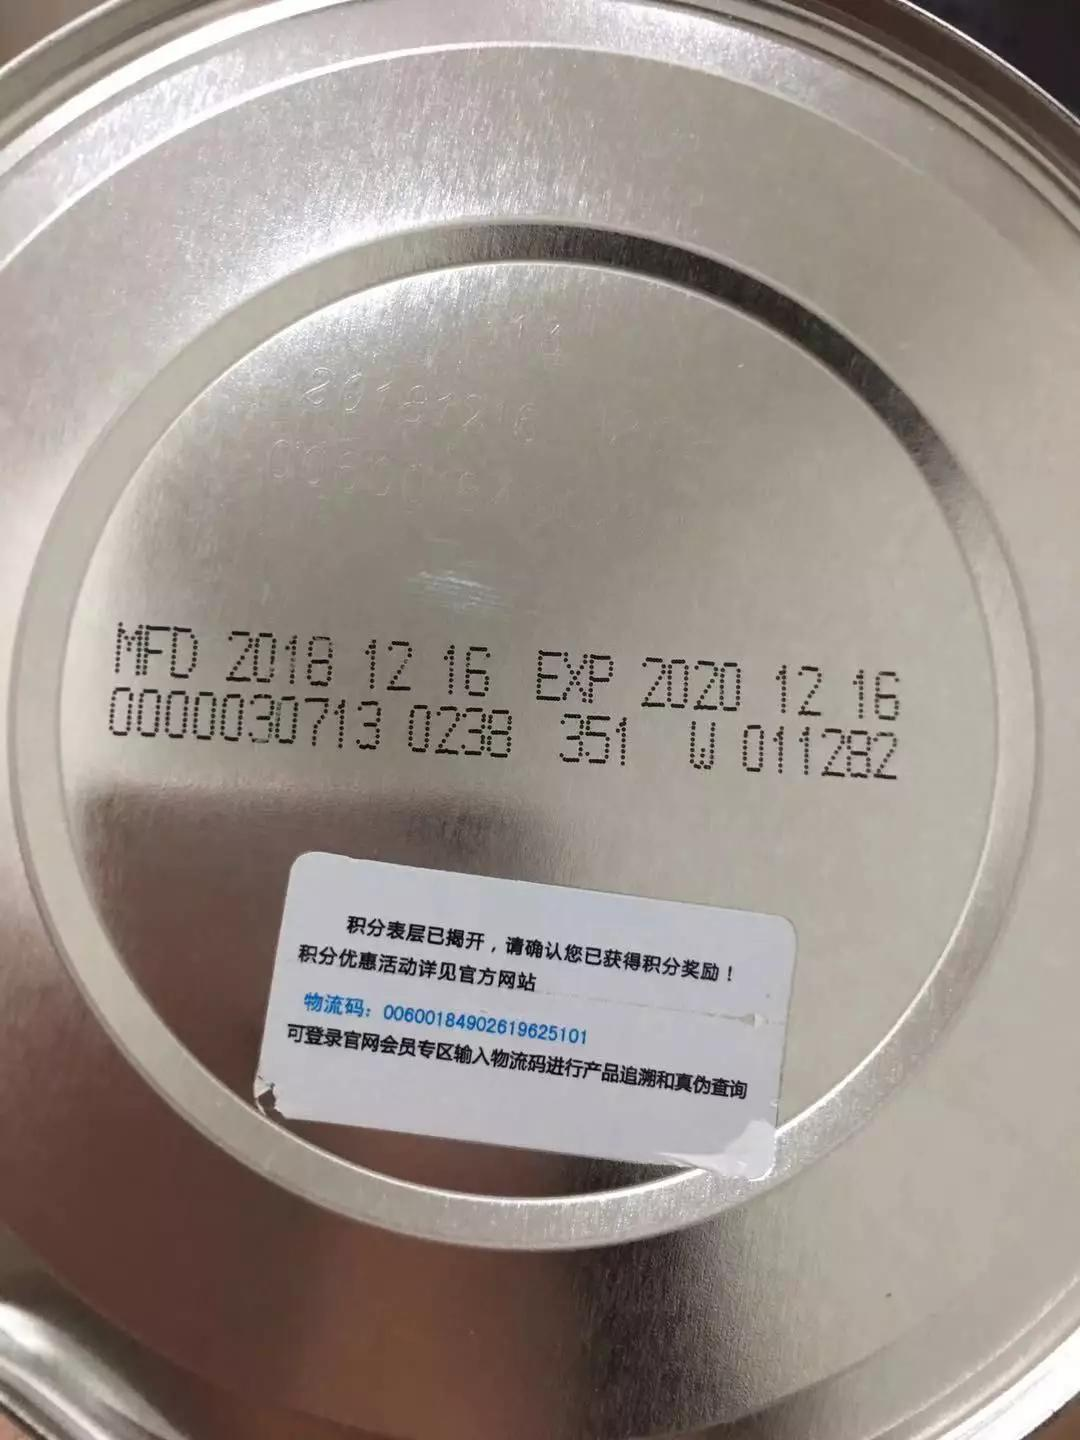 20181216
MFD 2018 12 16 EXP 2020 12 16
0000030713 0238 351 W 011282
积分表层已揭开，请确认您已获得积分奖励！
积分优惠活动详见官方网站
物流码：00600184902619625101
可登录官网会员专区输入物流码进行产品追溯和真伪查询